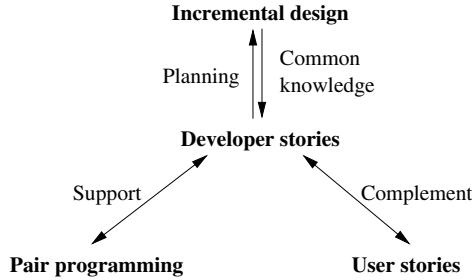 Incremental design
Common
Planning
knowledge
Developer stories
Support
Complement
Pair programming
User stories